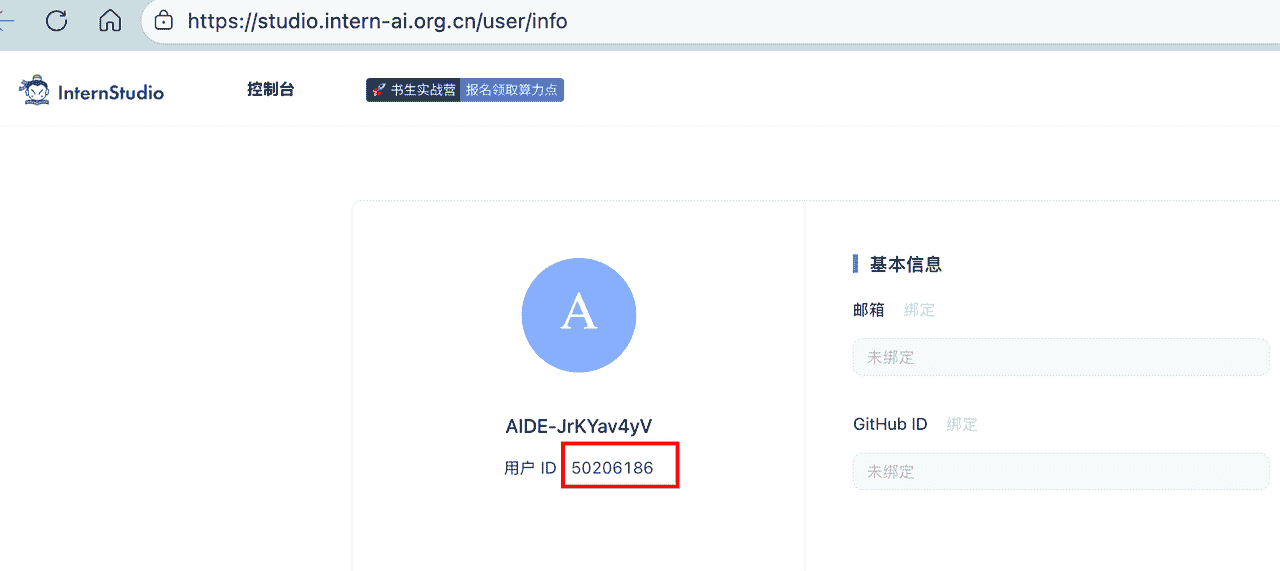 https://studio.intern-ai.org.cn/user/info
InternStudio
控制台
书生实战营 报名领取算力点
A
AIDE-JrKYav4yV
用户 ID 50206186
基本信息
邮箱 绑定
未绑定
GitHub ID 绑定
未绑定